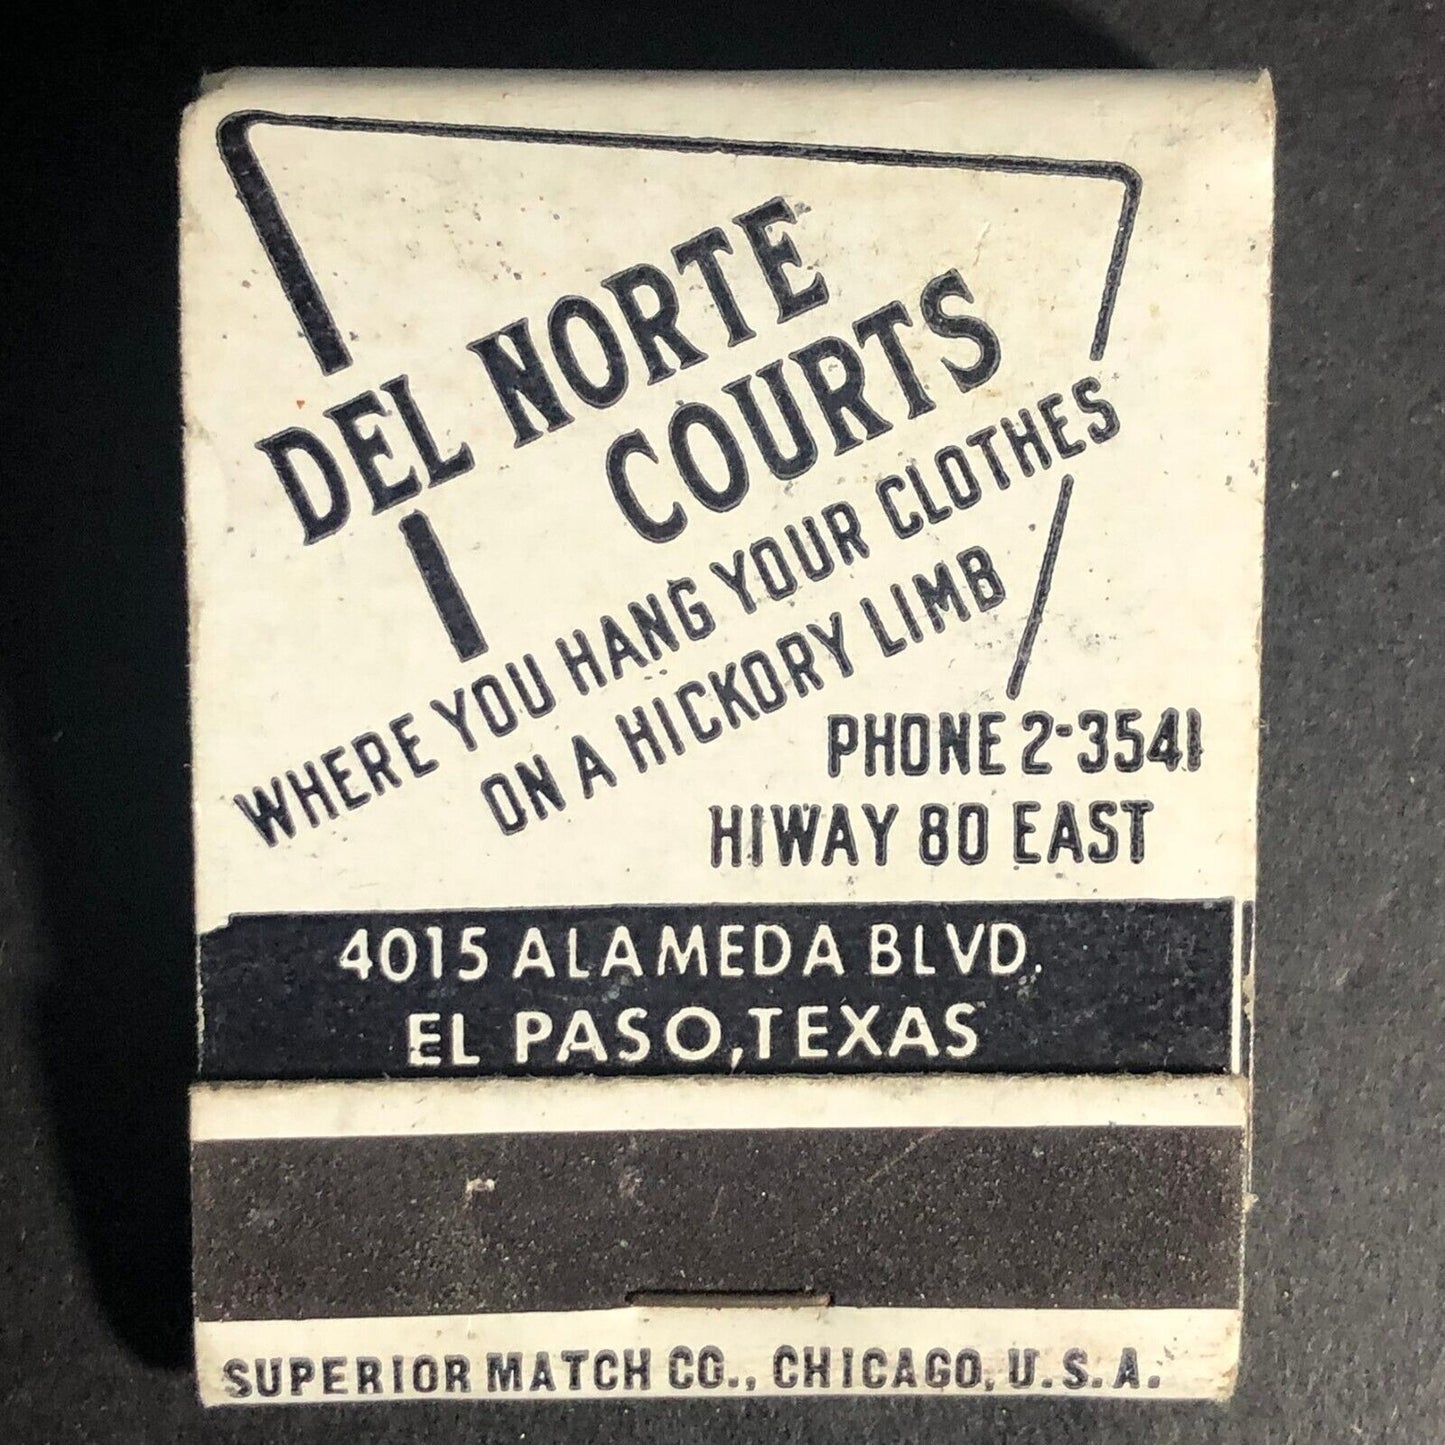 DEL NORTE
COURTS
WHERE YOU HANG YOUR CLOTHES
ON A HICKORY LIMB
PHONE 2-3541
HIWAY 80 EAST
4015 ALAMEDA BLVD.
EL PASO, TEXAS
SUPERIOR MATCH CO., CHICAGO, U.S.A.